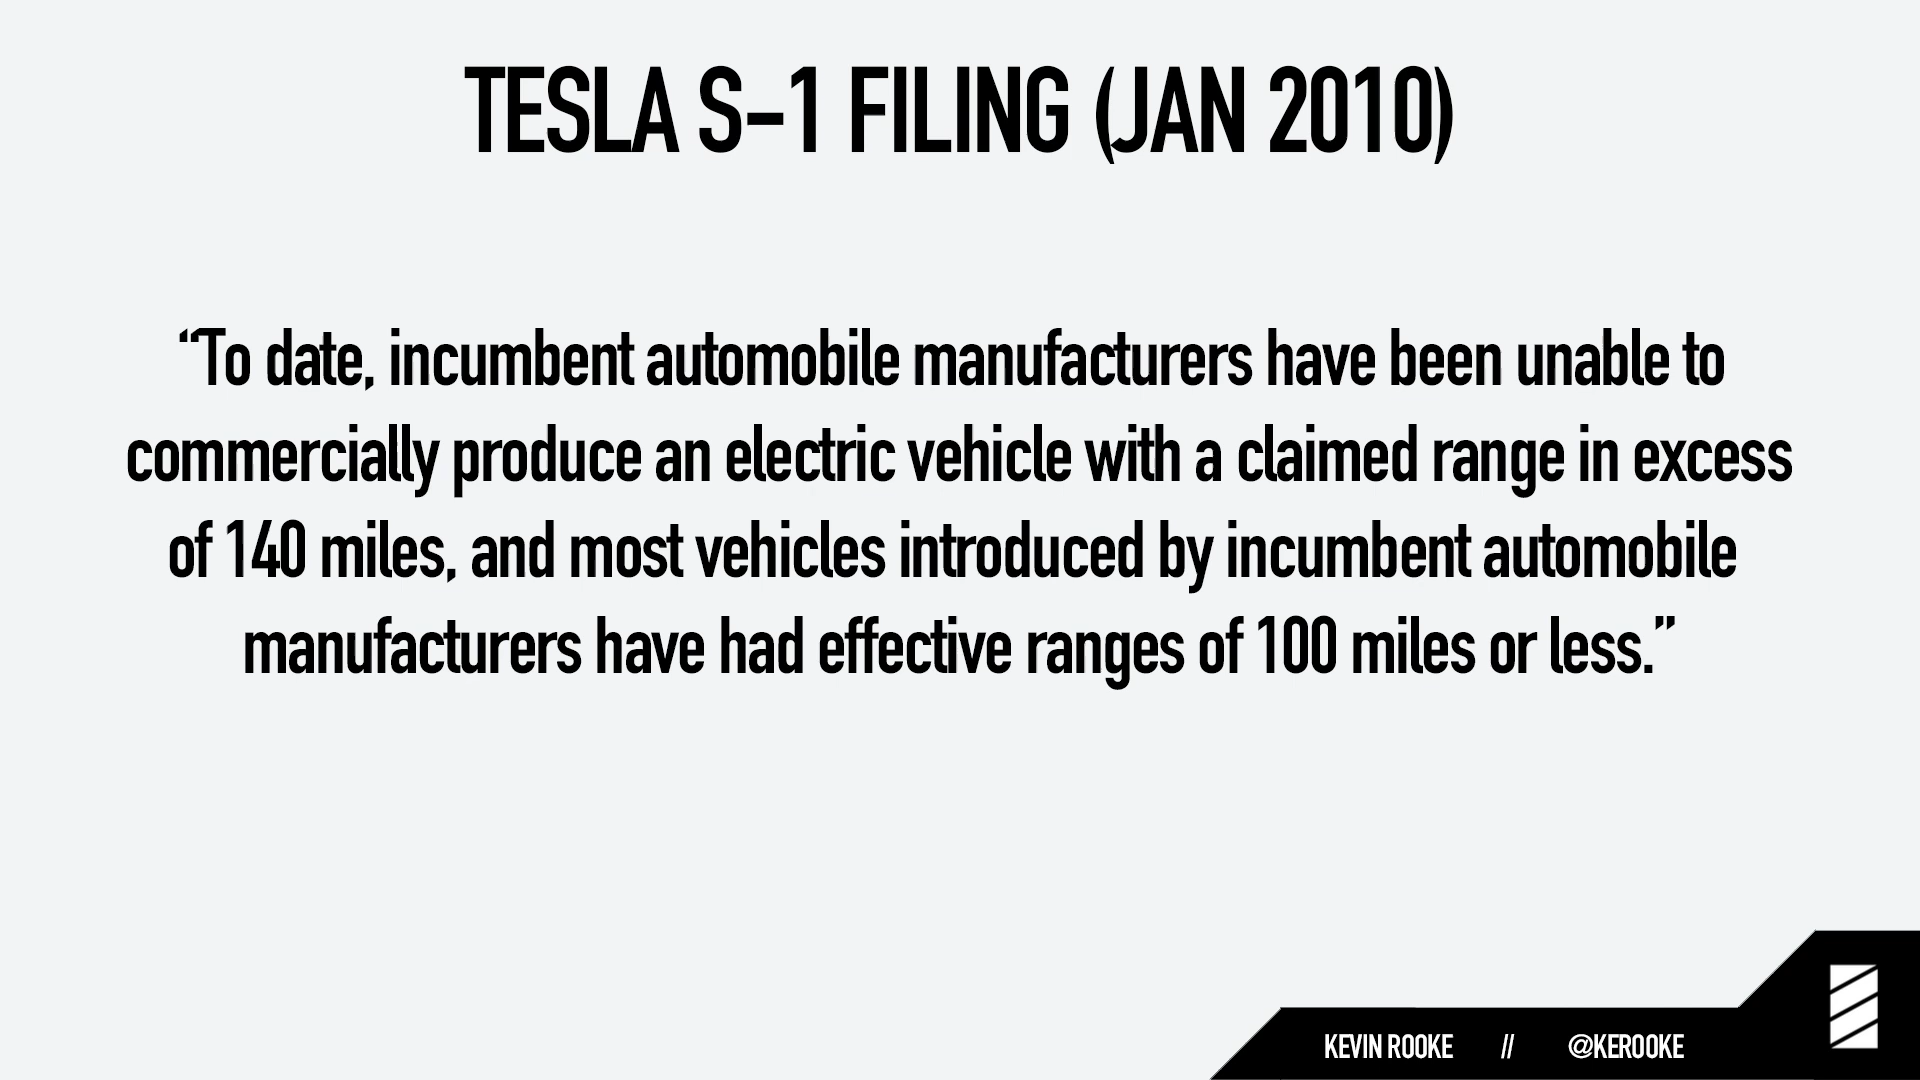 TESLA S-1 FILING (JAN 2010)
“To date, incumbent automobile manufacturers have been unable to
commercially produce an electric vehicle with a claimed range in excess
of 140 miles, and most vehicles introduced by incumbent automobile
manufacturers have had effective ranges of 100 miles or less.”
KEVIN ROOKE // @KEROOKE